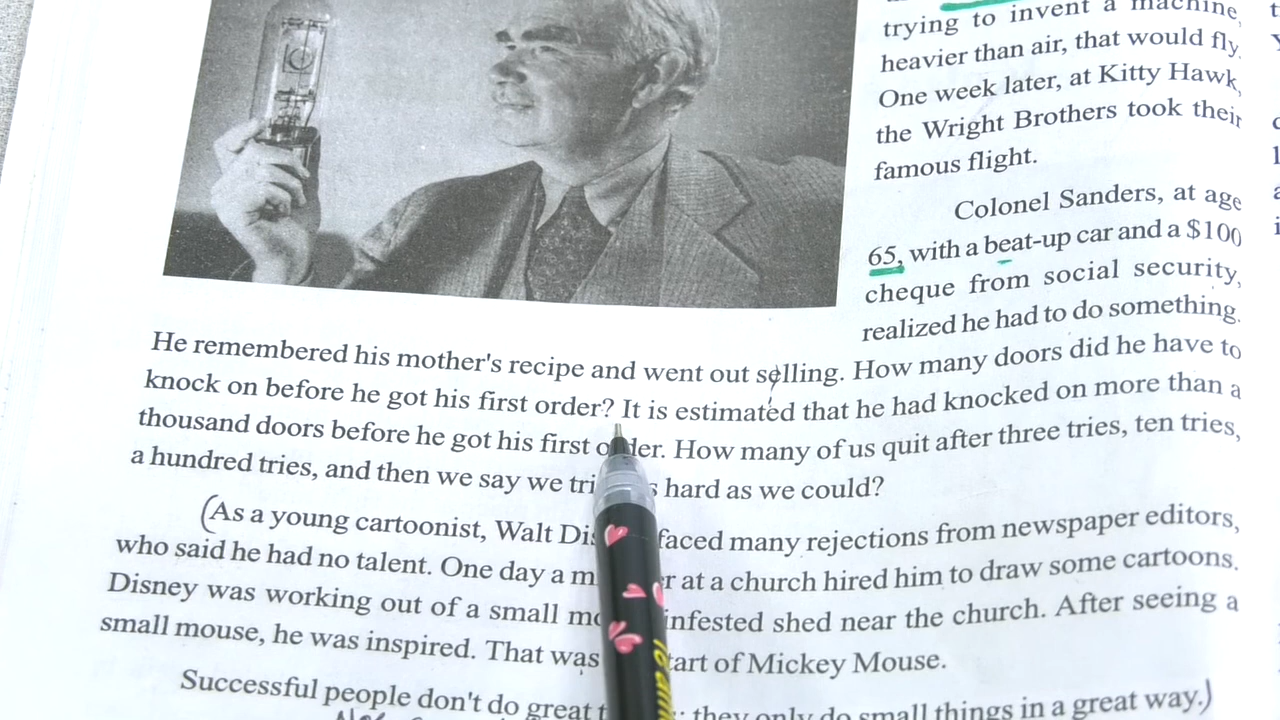 trying to invent a machine,
heavier than air, that would fly.
One week later, at Kitty Hawk,
the Wright Brothers took their
famous flight.
Colonel Sanders, at age
65, with a beat-up car and a $100
cheque from social security,
realized he had to do something.
He remembered his mother's recipe and went out selling. How many doors did he have to
knock on before he got his first order? It is estimated that he had knocked on more than a
thousand doors before he got his first order. How many of us quit after three tries, ten tries,
a hundred tries, and then we say we hard as we could?
(As a young cartoonist, Walt faced many rejections from newspaper editors,
who said he had no talent. One day a at a church hired him to draw some cartoons.
Disney was working out of a small infested shed near the church. After seeing a
small mouse, he was inspired. That was of Mickey Mouse.
Successful people don't do great they only do small things in a great way.)